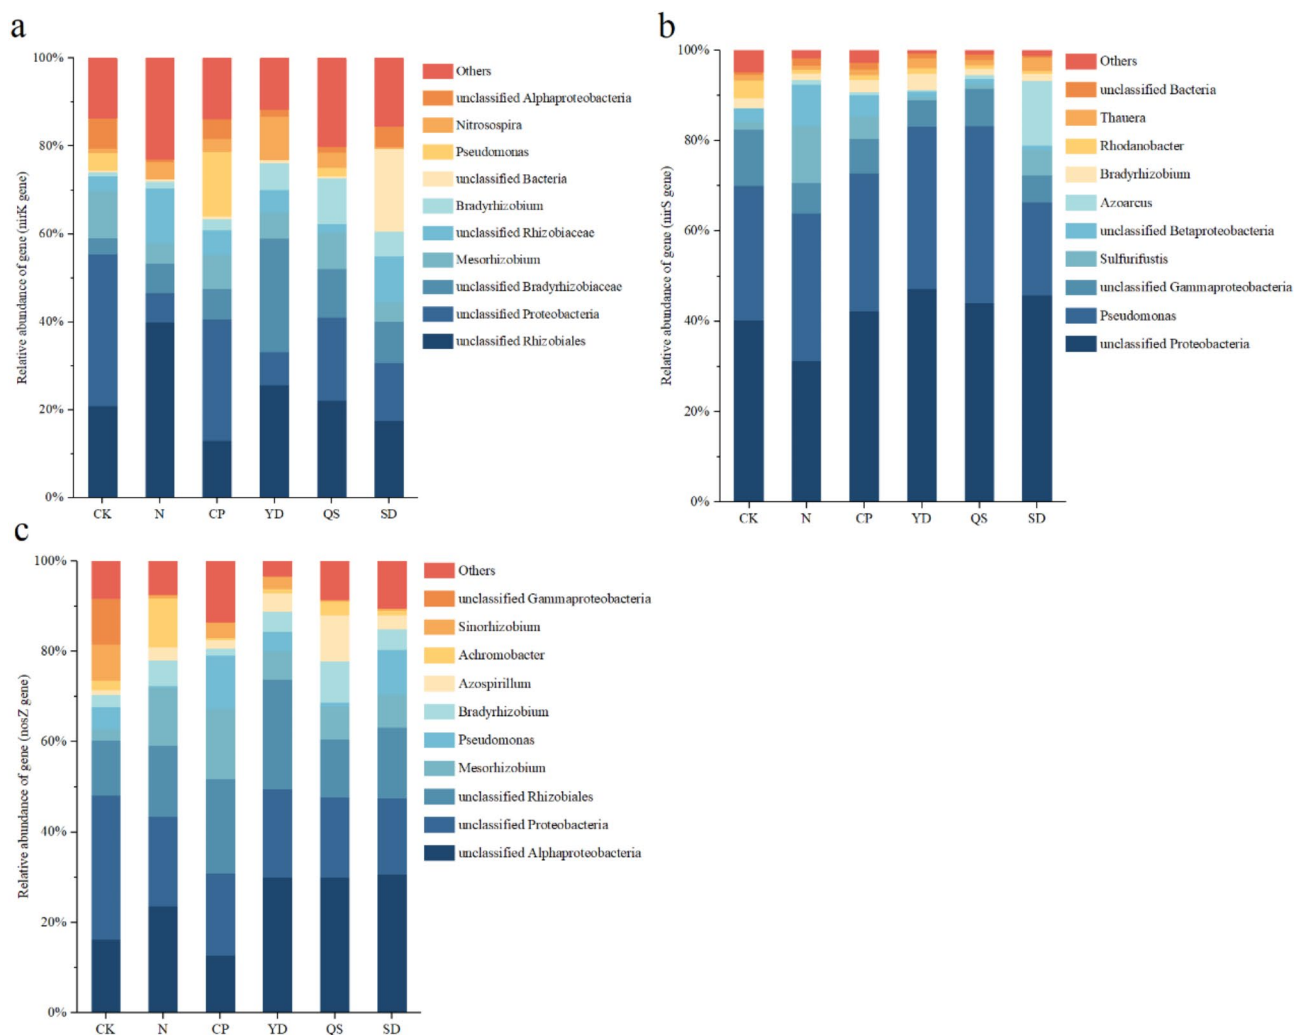 a
100%
80%
60%
40%
20%
0%
Relative abundance of gene (nirK gene)
CK N CP YD QS SD
Others
unclassified Alphaproteobacteria
Nitrosospira
Pseudomonas
unclassified Bacteria
Bradyrhizobium
unclassified Rhizobiaceae
Mesorhizobium
unclassified Bradyrhizobiaceae
unclassified Proteobacteria
unclassified Rhizobiales
b
100%
80%
60%
40%
20%
0%
Relative abundance of gene (nirS gene)
CK N CP YD QS SD
Others
unclassified Bacteria
Thauera
Rhodanobacter
Bradyrhizobium
Azoarcus
unclassified Betaproteobacteria
Sulfurifustis
unclassified Gammaproteobacteria
Pseudomonas
unclassified Proteobacteria
c
100%
80%
60%
40%
20%
0%
Relative abundance of gene (nosZ gene)
CK N CP YD QS SD
Others
unclassified Gammaproteobacteria
Sinorhizobium
Achromobacter
Azospirillum
Bradyrhizobium
Pseudomonas
Mesorhizobium
unclassified Rhizobiales
unclassified Proteobacteria
unclassified Alphaproteobacteria